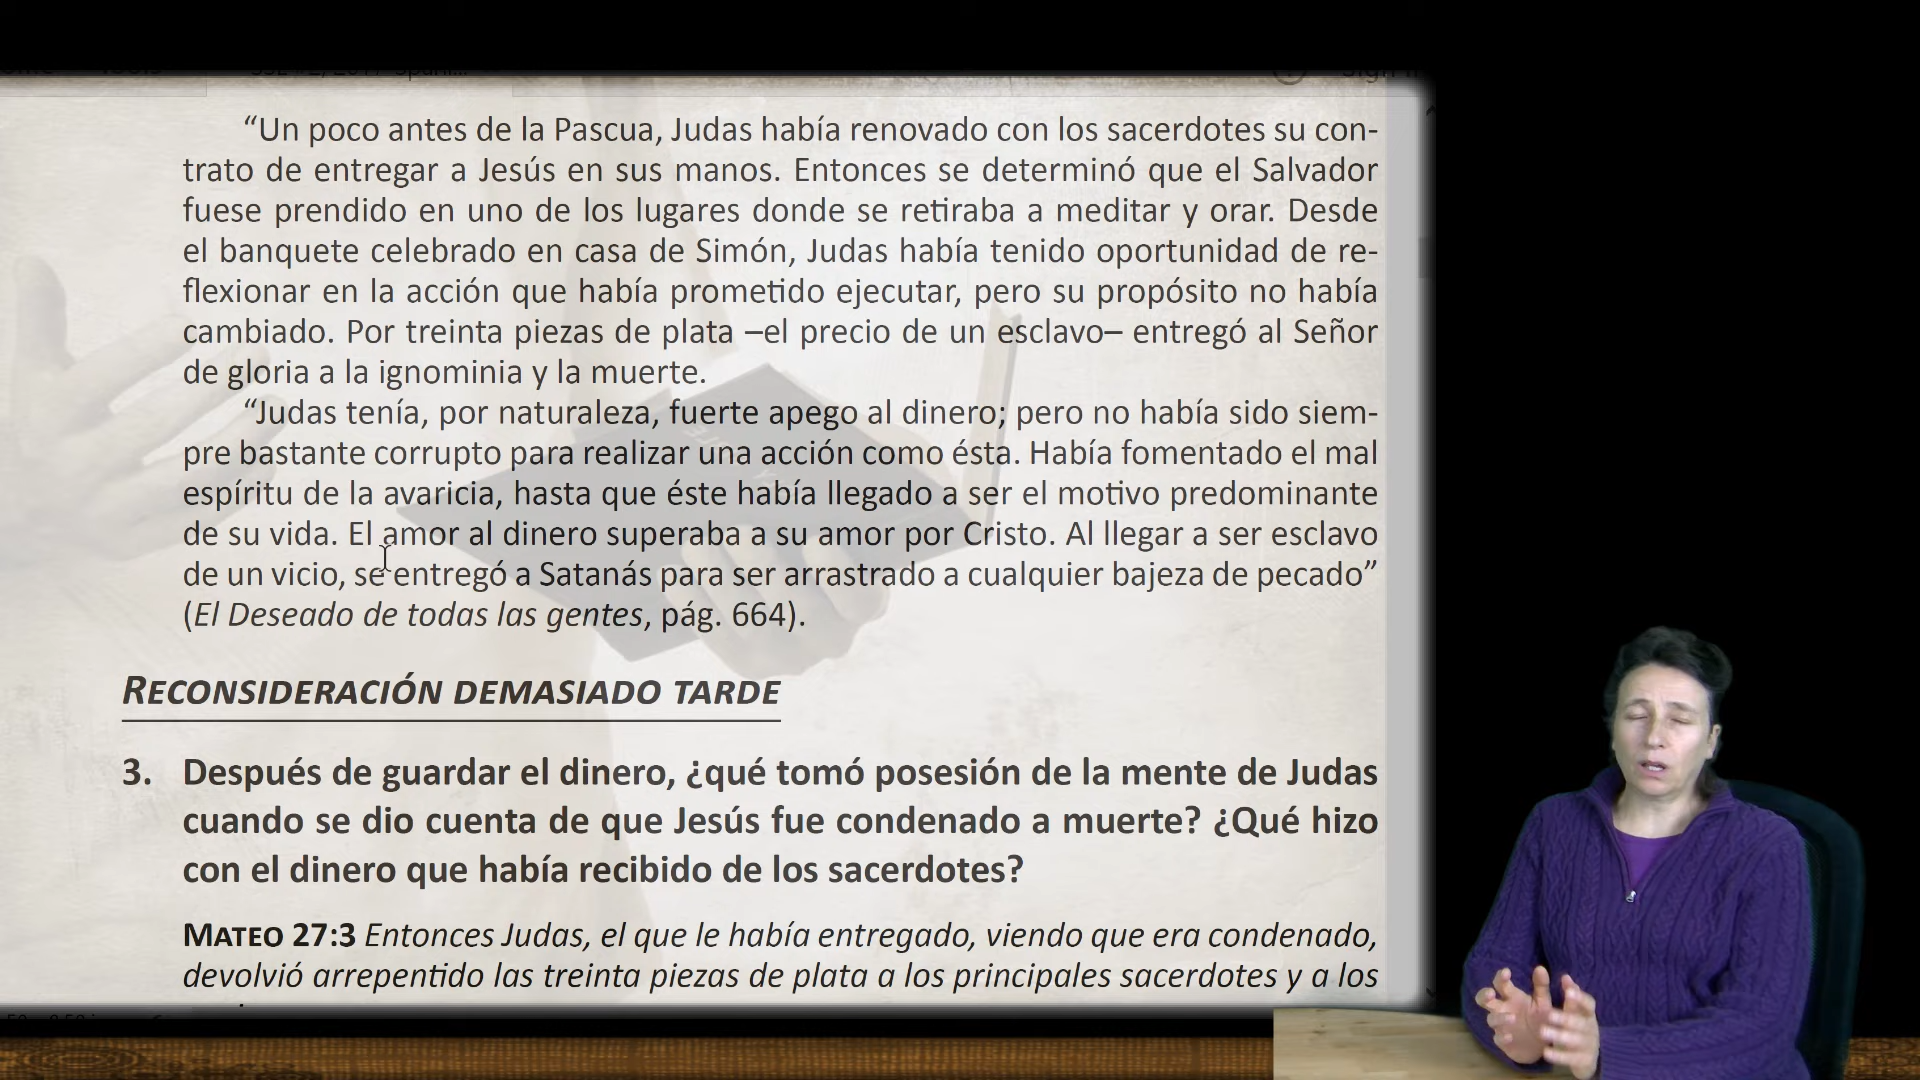 “Un poco antes de la Pascua, Judas había renovado con los sacerdotes su con-
trato de entregar a Jesús en sus manos. Entonces se determinó que el Salvador
fuese prendido en uno de los lugares donde se retiraba a meditar y orar. Desde
el banquete celebrado en casa de Simón, Judas había tenido oportunidad de re-
flexionar en la acción que había prometido ejecutar, pero su propósito no había
cambiado. Por treinta piezas de plata –el precio de un esclavo– entregó al Señor
de gloria a la ignominia y la muerte.
“Judas tenía, por naturaleza, fuerte apego al dinero; pero no había sido siem-
pre bastante corrupto para realizar una acción como ésta. Había fomentado el mal
espíritu de la avaricia, hasta que éste había llegado a ser el motivo predominante
de su vida. El amor al dinero superaba a su amor por Cristo. Al llegar a ser esclavo
de un vicio, se entregó a Satanás para ser arrastrado a cualquier bajeza de pecado”
(El Deseado de todas las gentes, pág. 664).
RECONSIDERACIÓN DEMASIADO TARDE
3. Después de guardar el dinero, ¿qué tomó posesión de la mente de Judas
cuando se dio cuenta de que Jesús fue condenado a muerte? ¿Qué hizo
con el dinero que había recibido de los sacerdotes?
MATEO 27:3 Entonces Judas, el que le había entregado, viendo que era condenado,
devolvió arrepentido las treinta piezas de plata a los principales sacerdotes y a los